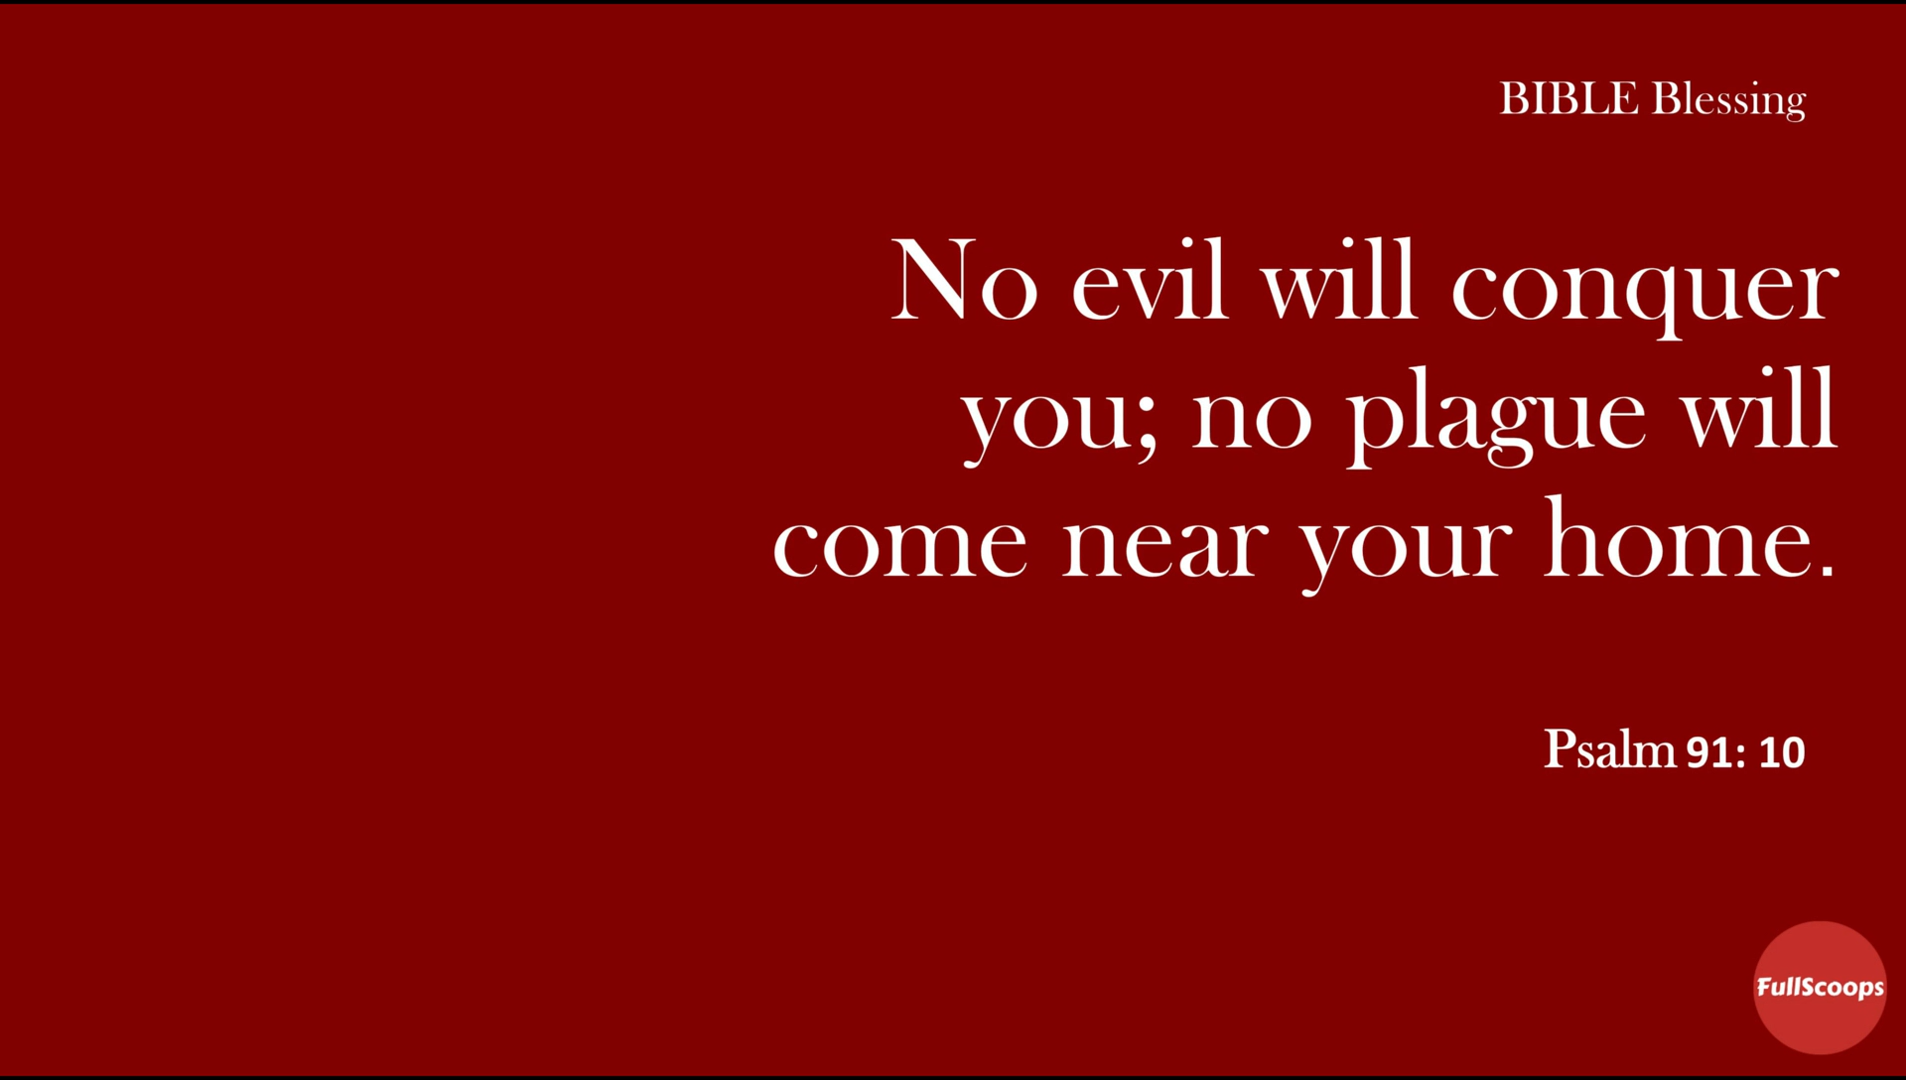 BIBLE Blessing
No evil will conquer
you; no plague will
come near your home.
Psalm 91: 10
FullScoops